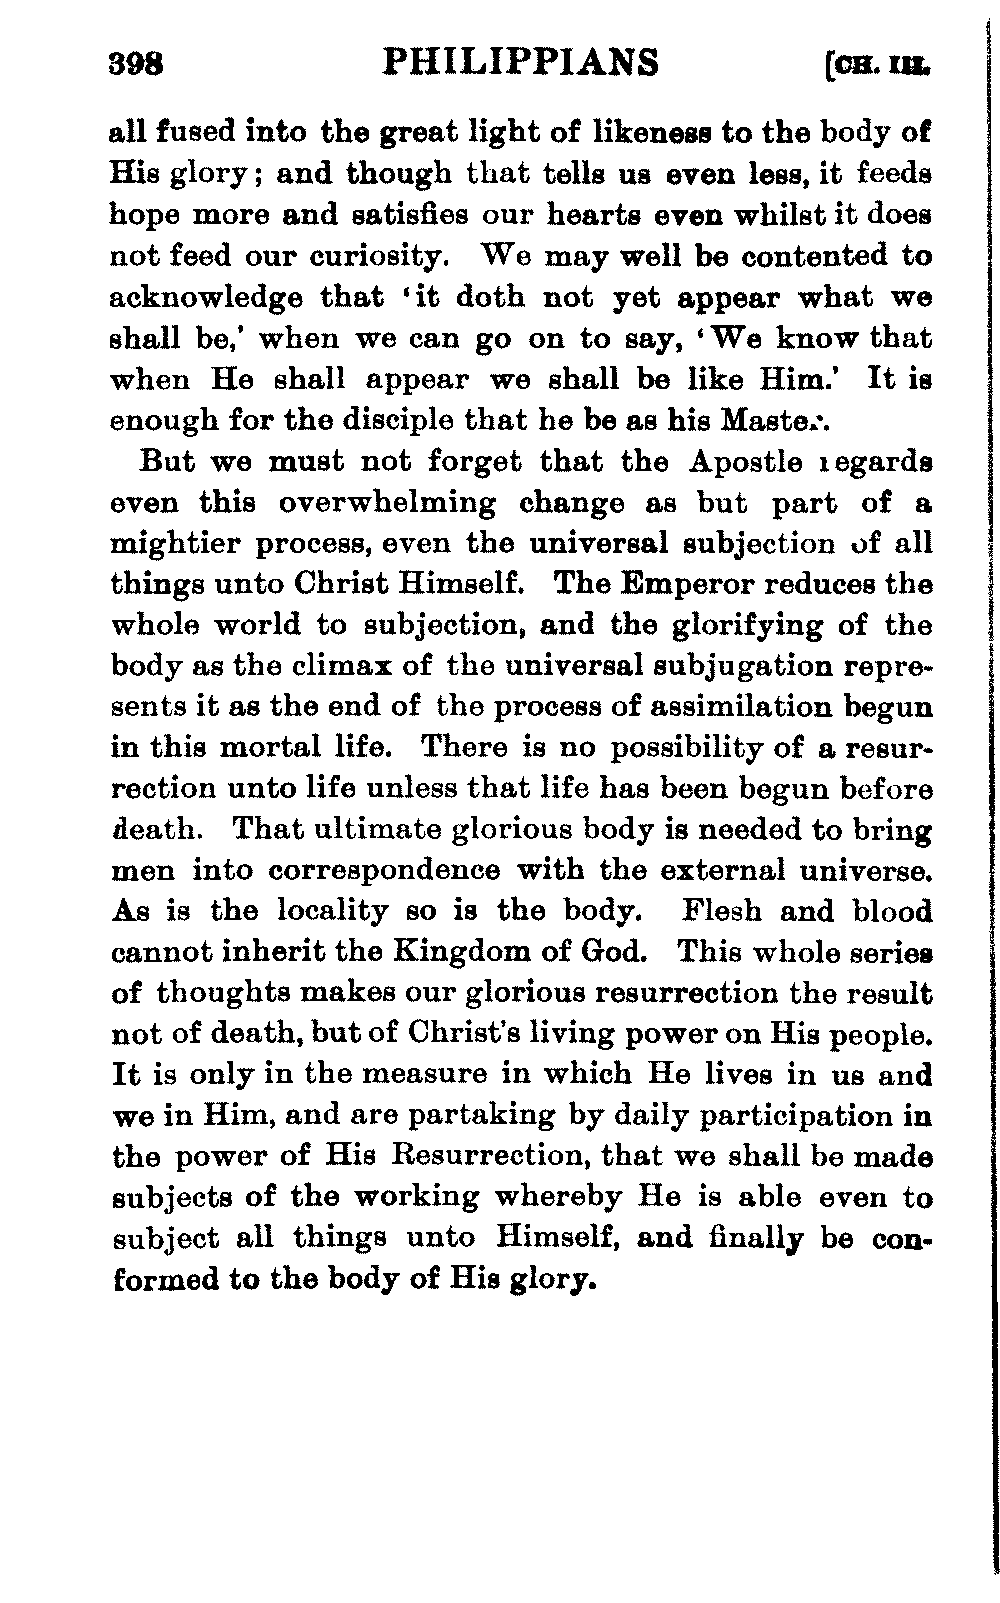 398 PHILIPPIANS [CH. III.
all fused into the great light of likeness to the body of
His glory; and though that tells us even less, it feeds
hope more and satisfies our hearts even whilst it does
not feed our curiosity. We may well be contented to
acknowledge that ‘it doth not yet appear what we
shall be,’ when we can go on to say, ‘We know that
when He shall appear we shall be like Him.’ It is
enough for the disciple that he be as his Master.
But we must not forget that the Apostle regards
even this overwhelming change as but part of a
mightier process, even the universal subjection of all
things unto Christ Himself. The Emperor reduces the
whole world to subjection, and the glorifying of the
body as the climax of the universal subjugation repre-
sents it as the end of the process of assimilation begun
in this mortal life. There is no possibility of a resur-
rection unto life unless that life has been begun before
death. That ultimate glorious body is needed to bring
men into correspondence with the external universe.
As is the locality so is the body. Flesh and blood
cannot inherit the Kingdom of God. This whole series
of thoughts makes our glorious resurrection the result
not of death, but of Christ’s living power on His people.
It is only in the measure in which He lives in us and
we in Him, and are partaking by daily participation in
the power of His Resurrection, that we shall be made
subjects of the working whereby He is able even to
subject all things unto Himself, and finally be con-
formed to the body of His glory.